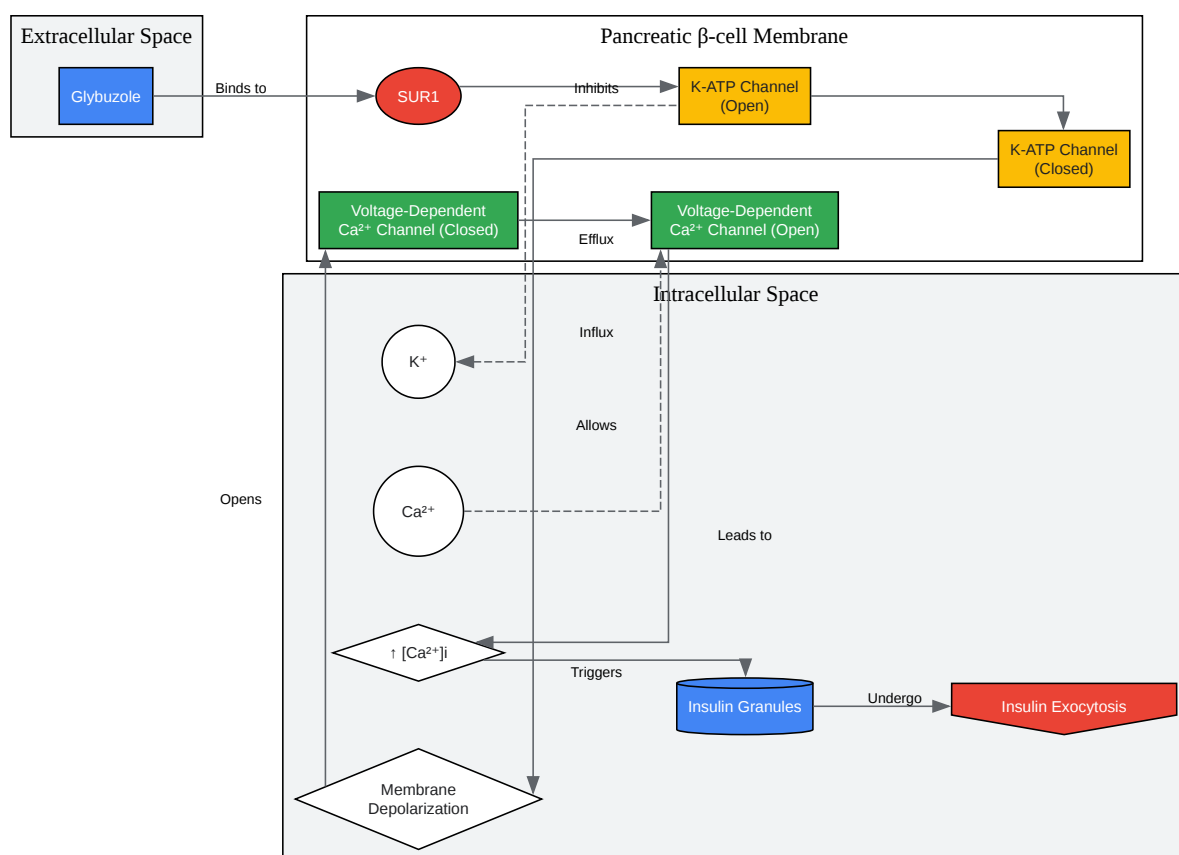 Extracellular Space
Pancreatic β-cell Membrane
Glybuzole
Binds to
SUR1
Inhibits
K-ATP Channel
(Open)
K-ATP Channel
(Closed)
Voltage-Dependent
Ca²⁺ Channel (Closed)
Efflux
Voltage-Dependent
Ca²⁺ Channel (Open)
Intracellular Space
Influx
K⁺
Allows
Opens
Ca²⁺
Leads to
↑ [Ca²⁺]i
Triggers
Insulin Granules
Undergo
Insulin Exocytosis
Membrane
Depolarization